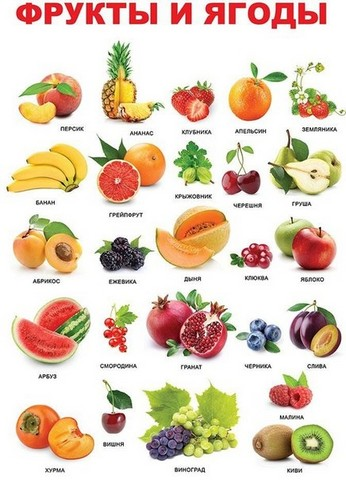 ФРУКТЫ И ЯГОДЫ
ПЕРСИК
АНАНАС
КЛУБНИКА
АПЕЛЬСИН
ЗЕМЛЯНИКА
БАНАН
ГРЕЙПФРУТ
КРЫЖОВНИК
ЧЕРЕШНЯ
ГРУША
АБРИКОС
ЕЖЕВИКА
ДЫНЯ
КЛЮКВА
ЯБЛОКО
АРБУЗ
СМОРОДИНА
ГРАНАТ
ЧЕРНИКА
СЛИВА
ХУРМА
ВИШНЯ
ВИНОГРАД
МАЛИНА
КИВИ